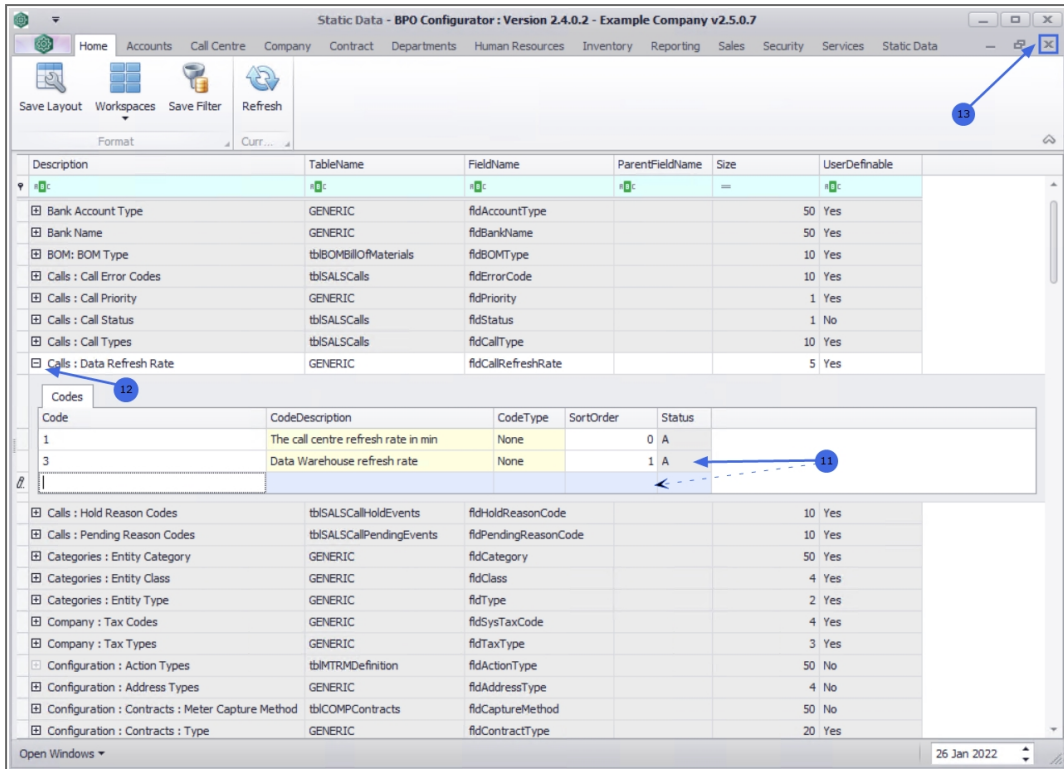 Static Data - BPO Configurator : Version 2.4.0.2 - Example Company v2.5.0.7
Home Accounts Call Centre Company Contract Departments Human Resources Inventory Reporting Sales Security Services Static Data
13
Save Layout Workspaces Save Filter Refresh
Format Curr...
Description TableName FieldName ParentFieldName Size UserDefinable
Bank Account Type GENERIC fldAccountType 50 Yes
Bank Name GENERIC fldBankName 50 Yes
BOM: BOM Type tblBOMBillOfMaterials fldBOMType 10 Yes
Calls : Call Error Codes tblSALSCalls fldErrorCode 10 Yes
Calls : Call Priority GENERIC fldPriority 1 Yes
Calls : Call Status tblSALSCalls fldStatus 1 No
Calls : Call Types tblSALSCalls fldCallType 10 Yes
Calls : Data Refresh Rate GENERIC fldCallRefreshRate 5 Yes
12
Codes
Code CodeDescription CodeType SortOrder Status
1 The call centre refresh rate in min None 0 A
3 Data Warehouse refresh rate None 1 A
11
Calls : Hold Reason Codes tblSALSCallHoldEvents fldHoldReasonCode 10 Yes
Calls : Pending Reason Codes tblSALSCallPendingEvents fldPendingReasonCode 10 Yes
Categories : Entity Category GENERIC fldCategory 50 Yes
Categories : Entity Class GENERIC fldClass 4 Yes
Categories : Entity Type GENERIC fldType 2 Yes
Company : Tax Codes GENERIC fldSysTaxCode 4 Yes
Company : Tax Types GENERIC fldTaxType 3 Yes
Configuration : Action Types tblMTRMDefinition fldActionType 50 No
Configuration : Address Types GENERIC fldAddressType 4 No
Configuration : Contracts : Meter Capture Method tblCOMPContracts fldCaptureMethod 50 No
Configuration : Contracts : Type GENERIC fldContractType 20 Yes
Open Windows 26 Jan 2022